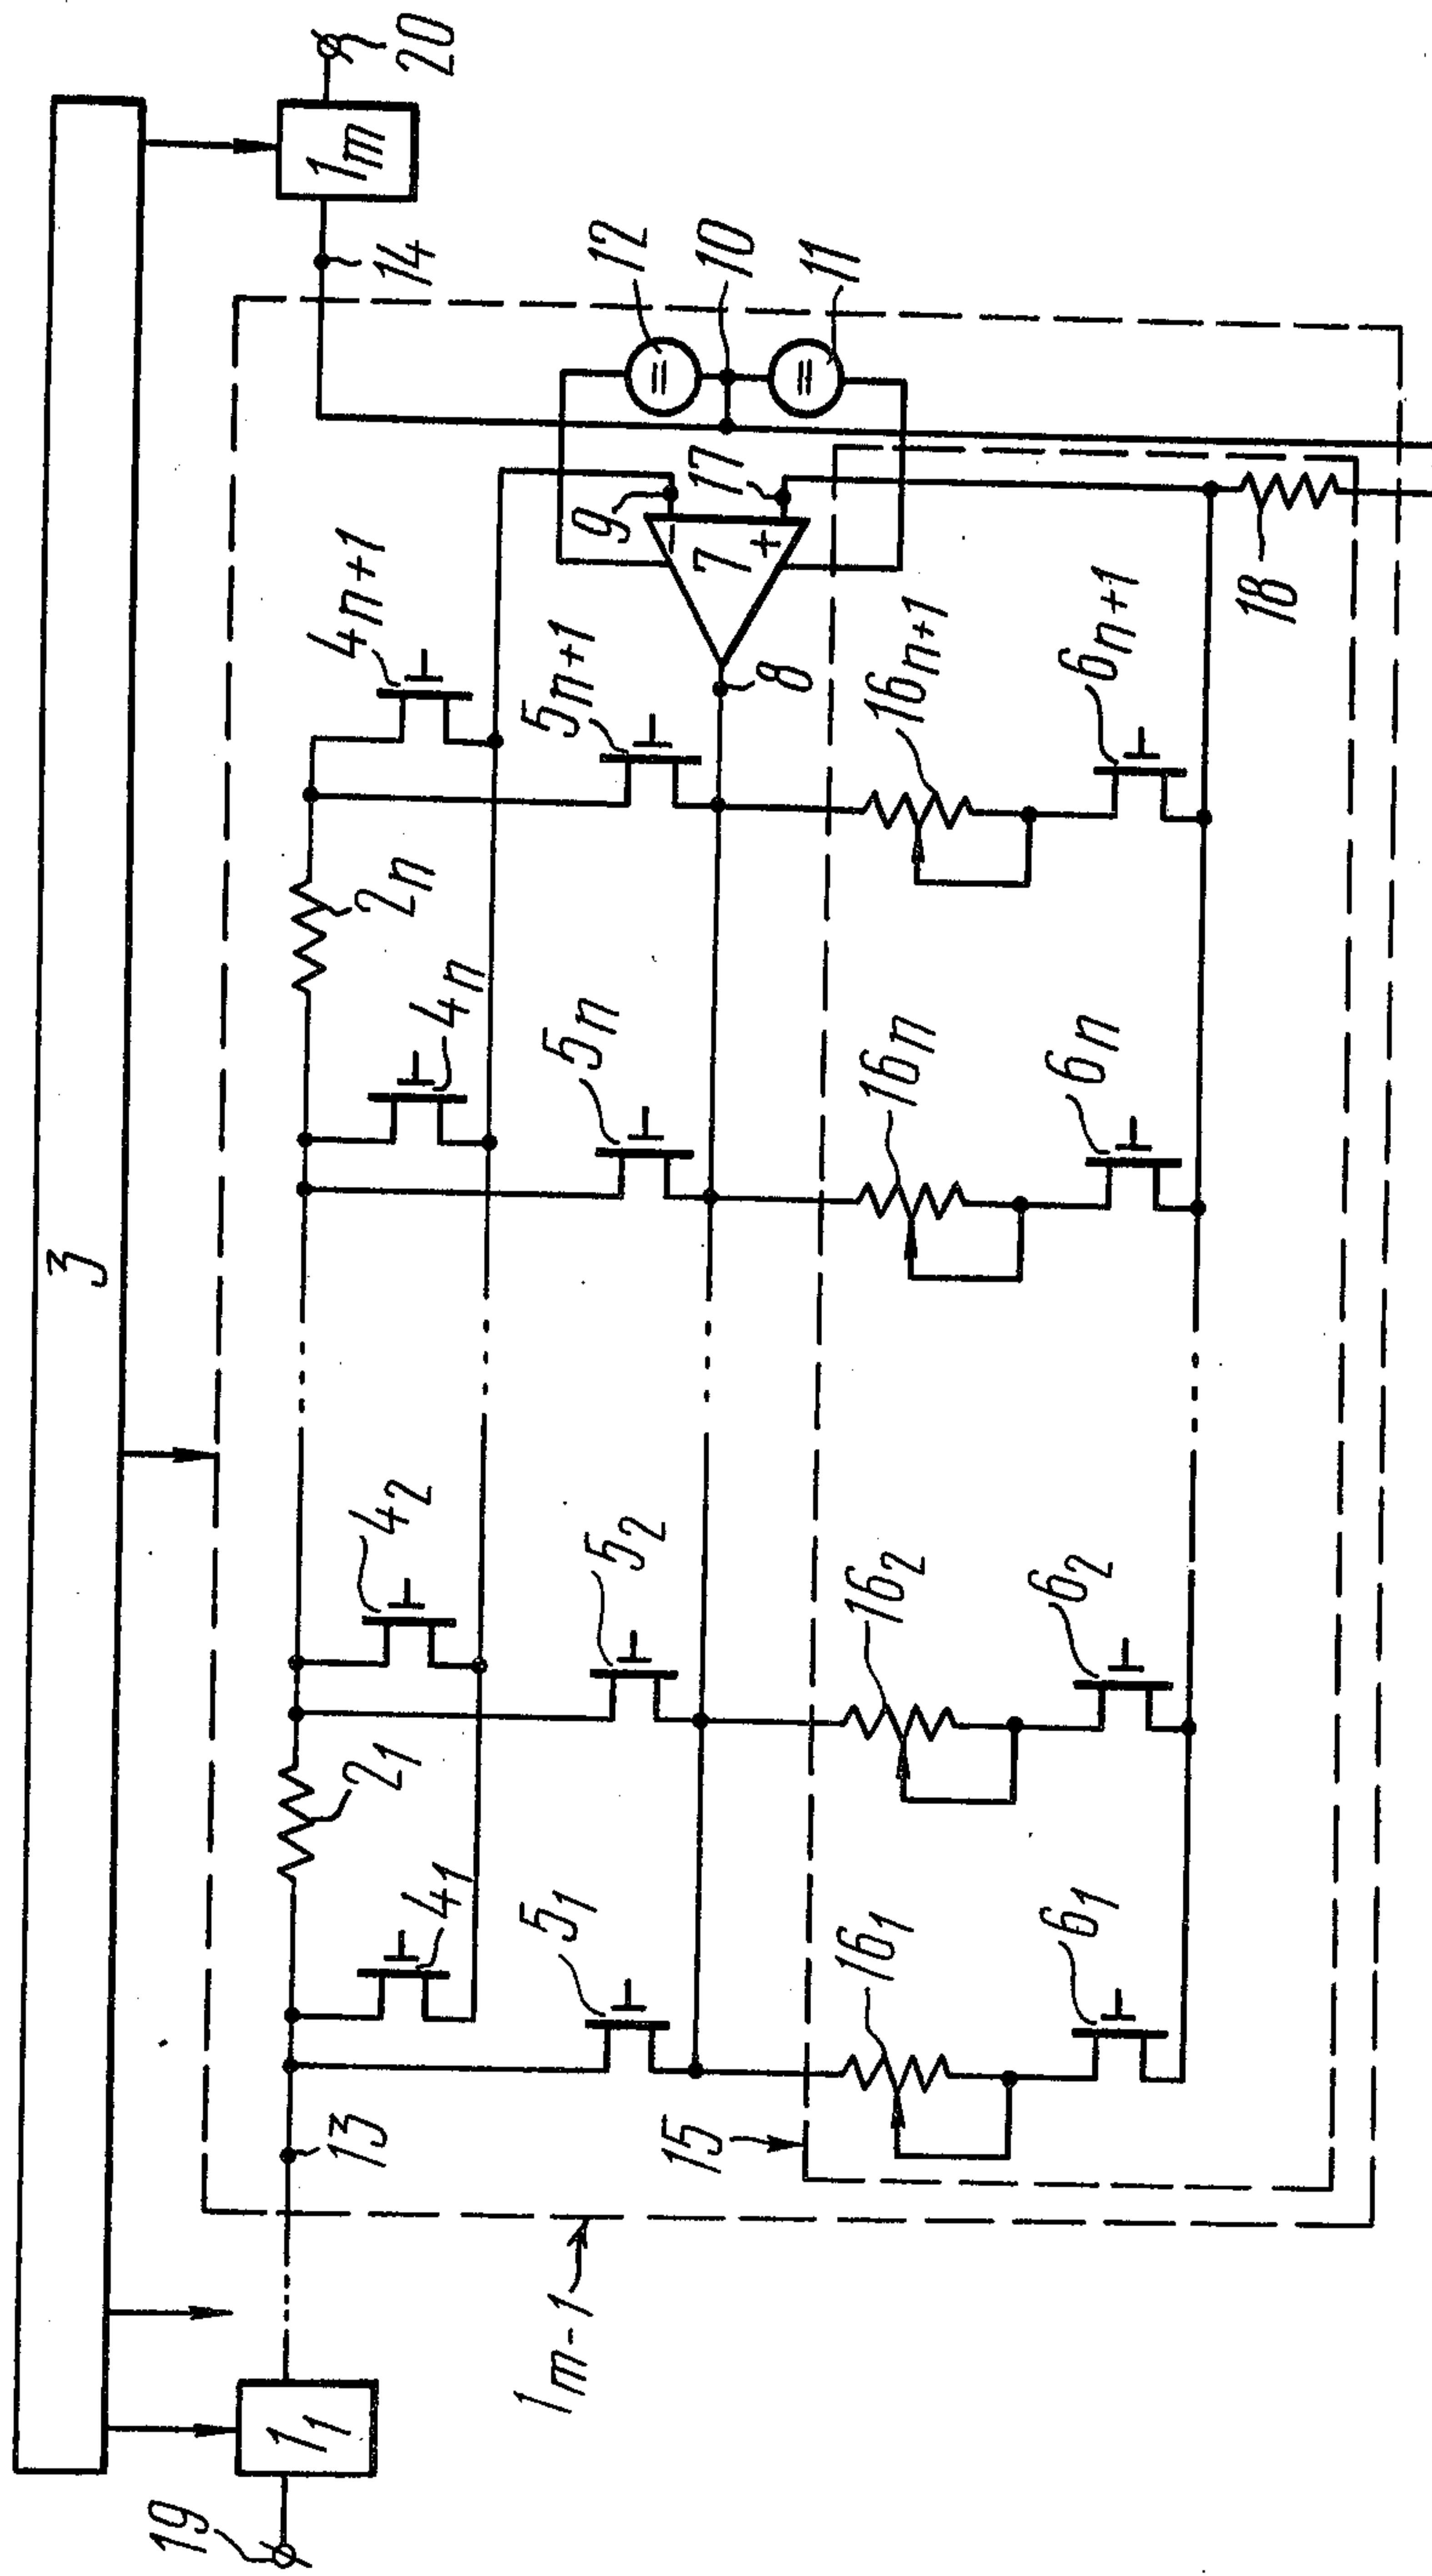 3
19
1₁
1ₘ
20
13
14
2₁
2ₙ
4₁
4₂
4ₙ
4ₙ₊₁
5₁
5₂
5ₙ
5ₙ₊₁
9
12
8
7
−
+
17
10
11
1ₘ₋₁
15
16₁
16₂
16ₙ
16ₙ₊₁
6₁
6₂
6ₙ
6ₙ₊₁
18